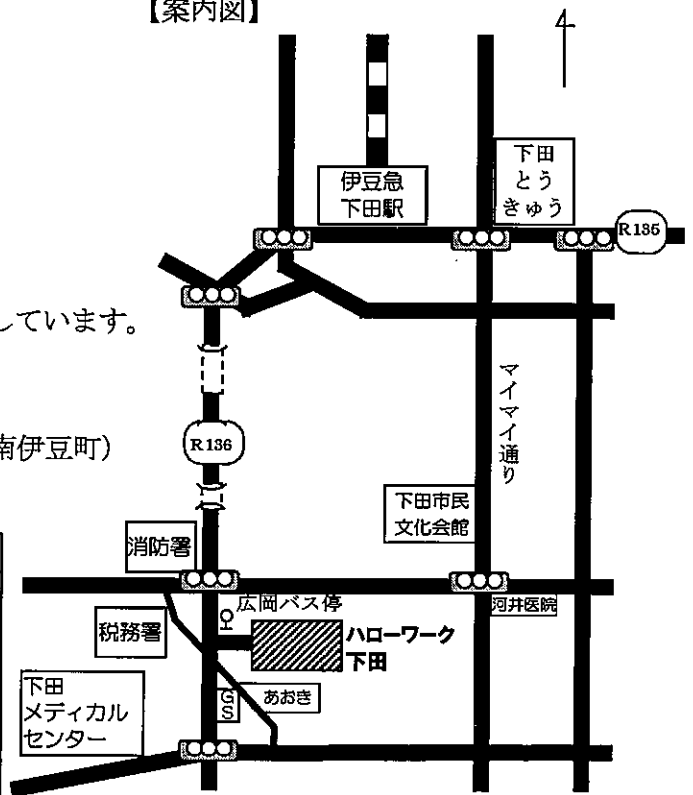 【案内図】
4
伊豆急
下田駅
下田
とう
きゅう
R135
しています。
マイマイ通り
R136
南伊豆町）
下田市民
文化会館
消防署
広岡バス停
河井医院
税務署
ハローワーク
下田
下田
メディカル
センター
GS
あおき